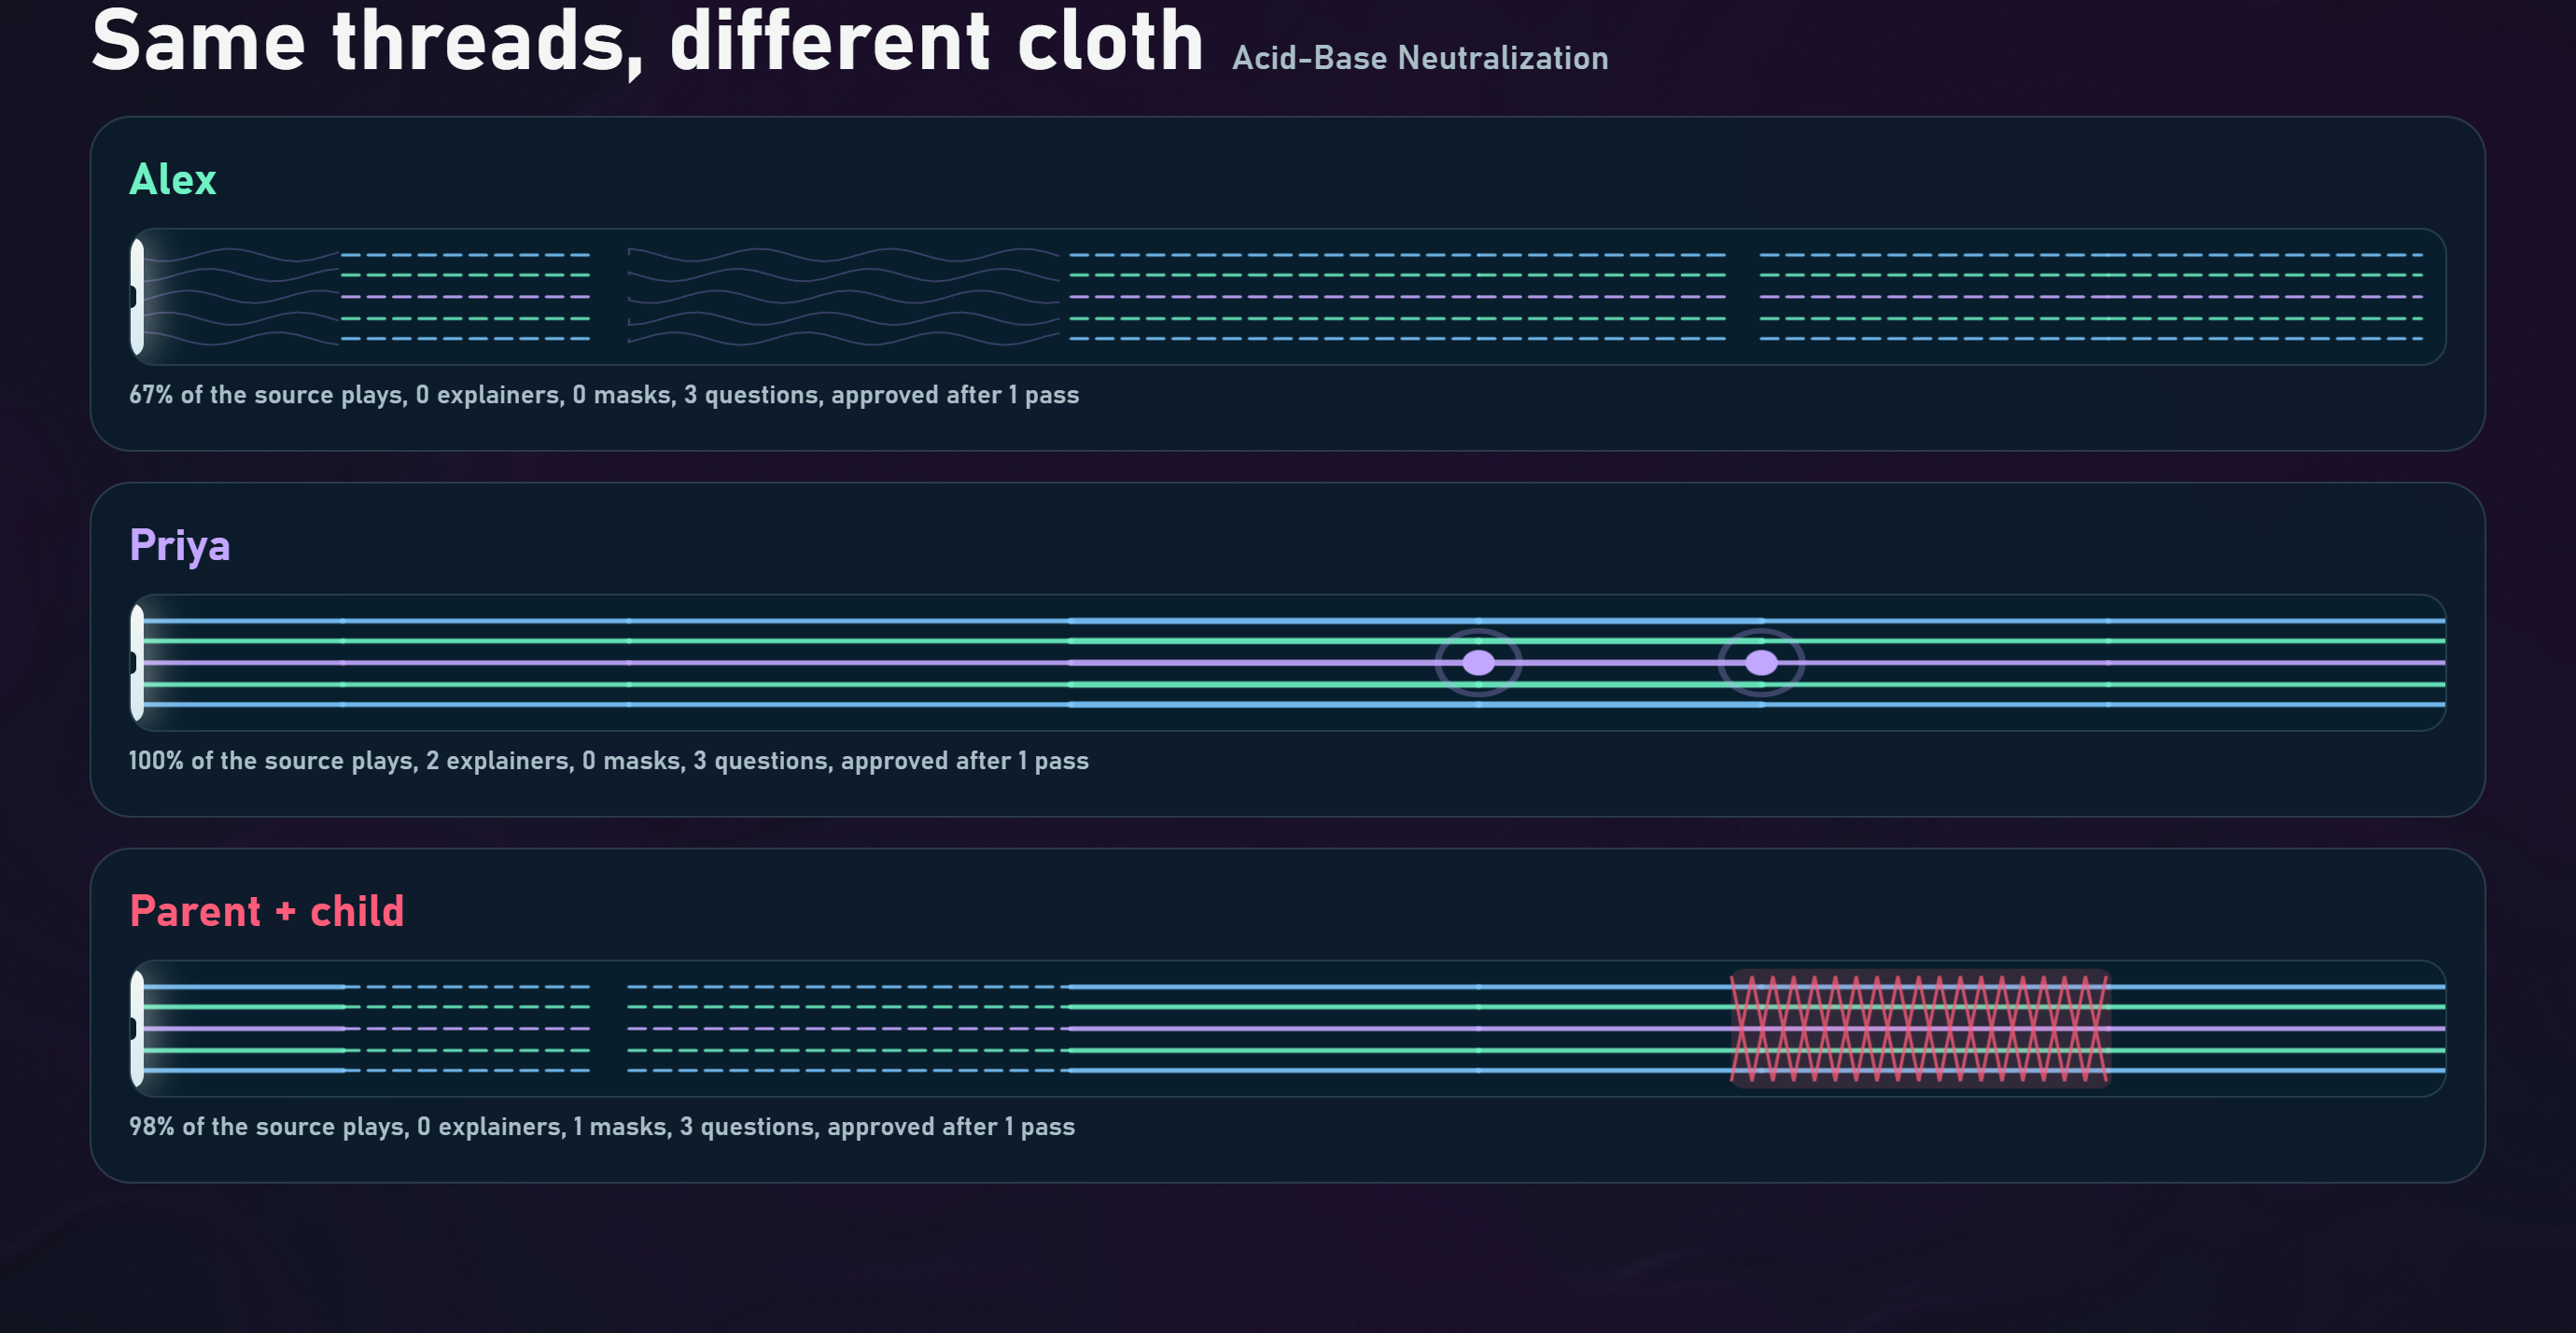 Same threads, different cloth Acid-Base Neutralization
Alex
67% of the source plays, 0 explainers, 0 masks, 3 questions, approved after 1 pass
Priya
100% of the source plays, 2 explainers, 0 masks, 3 questions, approved after 1 pass
Parent + child
98% of the source plays, 0 explainers, 1 masks, 3 questions, approved after 1 pass